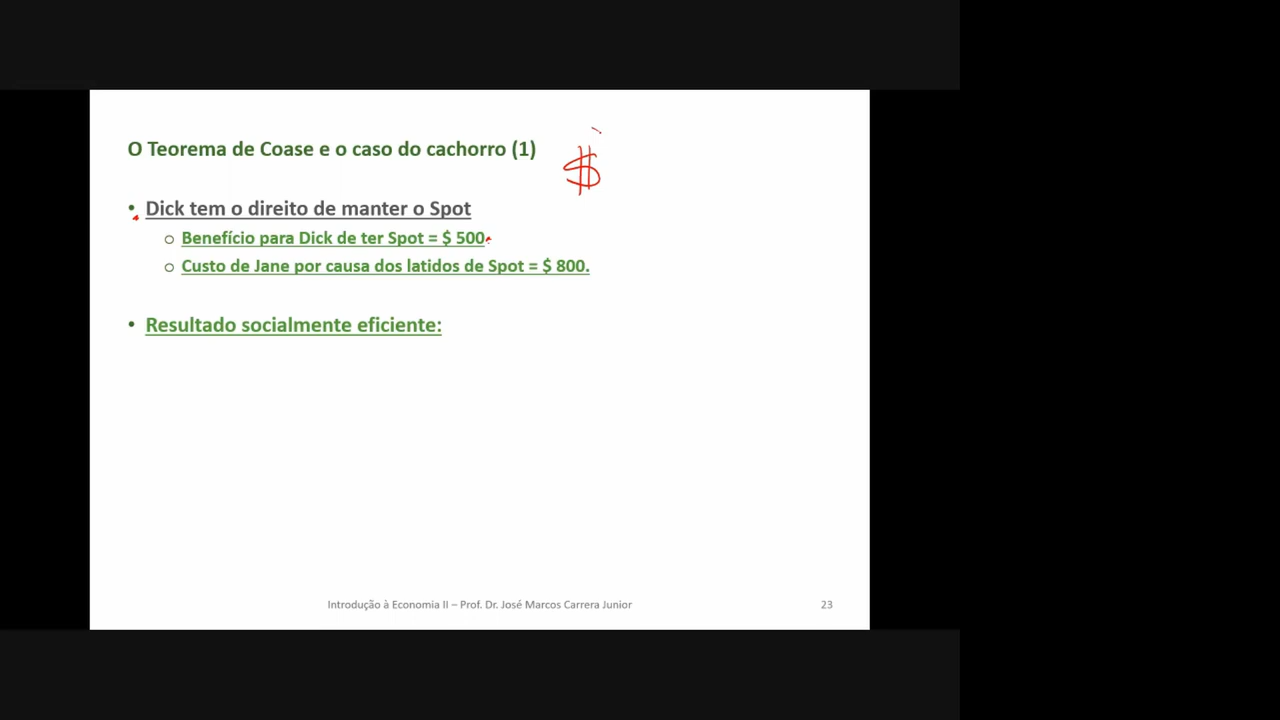 O Teorema de Coase e o caso do cachorro (1)
$
• Dick tem o direito de manter o Spot
o Benefício para Dick de ter Spot = $ 500
o Custo de Jane por causa dos latidos de Spot = $ 800.
• Resultado socialmente eficiente:
Introdução à Economia II – Prof. Dr. José Marcos Carrera Junior
23